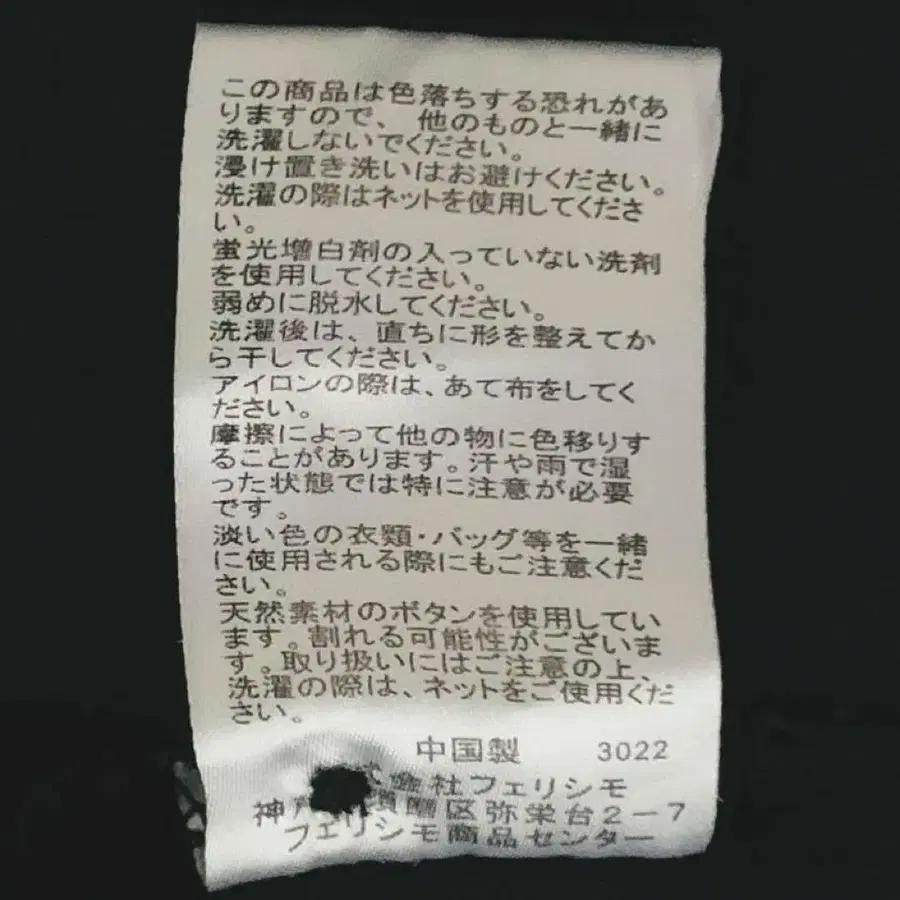 この商品は色落ちする恐れがあ
りますので、他のものと一緒に
洗濯しないでください。
浸け置き洗いはお避けください。
洗濯の際はネットを使用してくださ
い。
蛍光増白剤の入っていない洗剤
を使用してください。
弱めに脱水してください。
洗濯後は、直ちに形を整えてか
ら干してください。
アイロンの際は、あて布をしてく
ださい。
摩擦によって他の物に色移りす
ることがあります。汗や雨で湿
った状態では特に注意が必要
です。
淡い色の衣類・バッグ等を一緒
に使用される際にもご注意くだ
さい。
天然素材のボタンを使用してい
ます。割れる可能性がございま
す。取り扱いにはご注意の上、
洗濯の際は、ネットをご使用くだ
さい。
中国製 3022
式会社フェリシモ
神戸 須磨区弥栄台2-7
フェリシモ商品センター